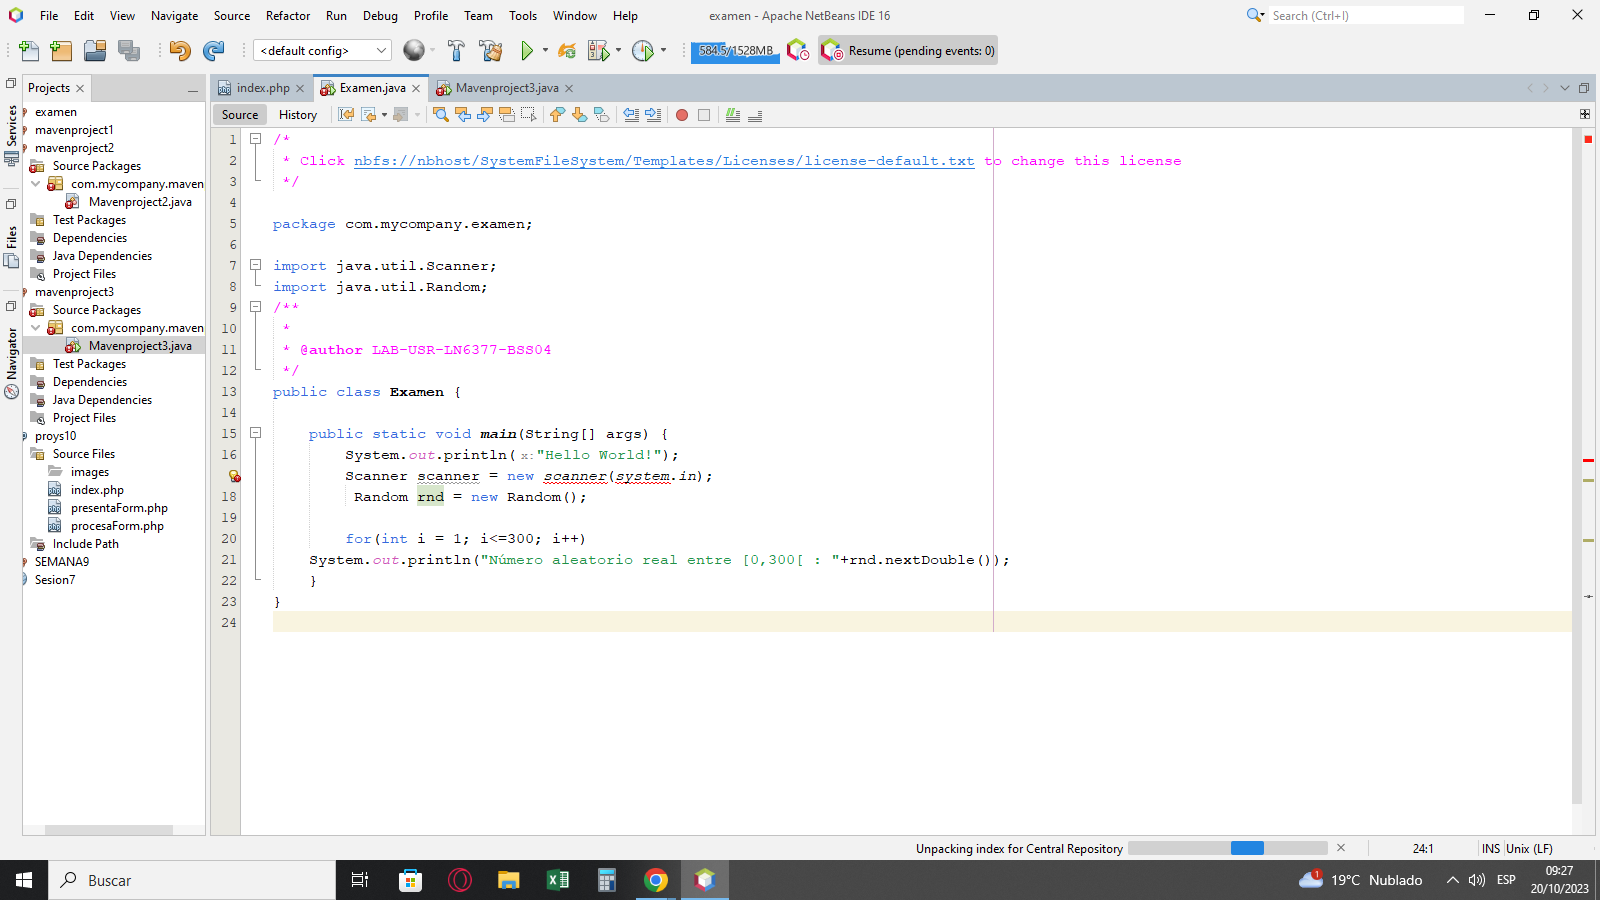 File Edit View Navigate Source Refactor Run Debug Profile Team Tools Window Help examen - Apache NetBeans IDE 16 Search (Ctrl+I)
<default config> 584.5/1528MB Resume (pending events: 0)
Projects index.php Examen.java Mavenproject3.java
Source History
Services
Files
Navigator
examen
mavenproject1
mavenproject2
Source Packages
com.mycompany.maven
Mavenproject2.java
Test Packages
Dependencies
Java Dependencies
Project Files
mavenproject3
Source Packages
com.mycompany.maven
Mavenproject3.java
Test Packages
Dependencies
Java Dependencies
Project Files
proys10
Source Files
images
index.php
presentaForm.php
procesaForm.php
Include Path
SEMANA9
Sesion7
1 /*
2 * Click nbfs://nbhost/SystemFileSystem/Templates/Licenses/license-default.txt to change this license
3 */
4
5 package com.mycompany.examen;
6
7 import java.util.Scanner;
8 import java.util.Random;
9 /**
10 *
11 * @author LAB-USR-LN6377-BSS04
12 */
13 public class Examen {
14
15 public static void main(String[] args) {
16 System.out.println( x: "Hello World!");
Scanner scanner = new scanner(system.in);
18 Random rnd = new Random();
19
20 for(int i = 1; i<=300; i++)
21 System.out.println("Número aleatorio real entre [0,300[ : "+rnd.nextDouble());
22 }
23 }
24
Unpacking index for Central Repository 24:1 INS Unix (LF)
Buscar 1 19°C Nublado ESP 09:27
20/10/2023